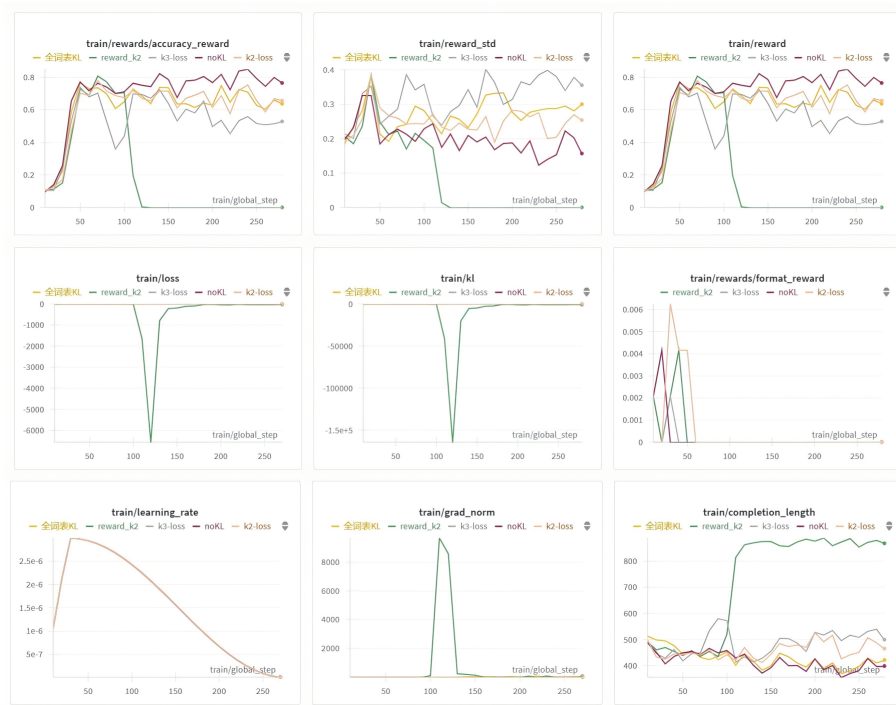 train/rewards/accuracy_reward
全词表KL reward_k2 k3-loss noKL k2-loss
0.8
0.6
0.4
0.2
0
train/global_step
50 100 150 200 250
train/reward_std
全词表KL reward_k2 k3-loss noKL k2-loss
0.4
0.3
0.2
0.1
0
train/global_step
50 100 150 200 250
train/reward
全词表KL reward_k2 k3-loss noKL k2-loss
0.8
0.6
0.4
0.2
0
train/global_step
50 100 150 200 250
train/loss
全词表KL reward_k2 k3-loss noKL k2-loss
0
-1000
-2000
-3000
-4000
-5000
-6000
train/global_step
50 100 150 200 250
train/kl
全词表KL reward_k2 k3-loss noKL k2-loss
0
-50000
-100000
-1.5e+5
train/global_step
50 100 150 200 250
train/rewards/format_reward
reward_k2 k3-loss noKL k2-loss
0.006
0.005
0.004
0.003
0.002
0.001
0
train/global_step
50 100 150 200 250
train/learning_rate
全词表KL reward_k2 k3-loss noKL k2-loss
2.5e-6
2e-6
1.5e-6
1e-6
5e-7
train/global_step
50 100 150 200 250
train/grad_norm
全词表KL reward_k2 k3-loss noKL k2-loss
8000
6000
4000
2000
train/global_step
50 100 150 200 250
train/completion_length
全词表KL reward_k2 k3-loss noKL k2-loss
800
700
600
500
400
train/global_step
50 100 150 200 250